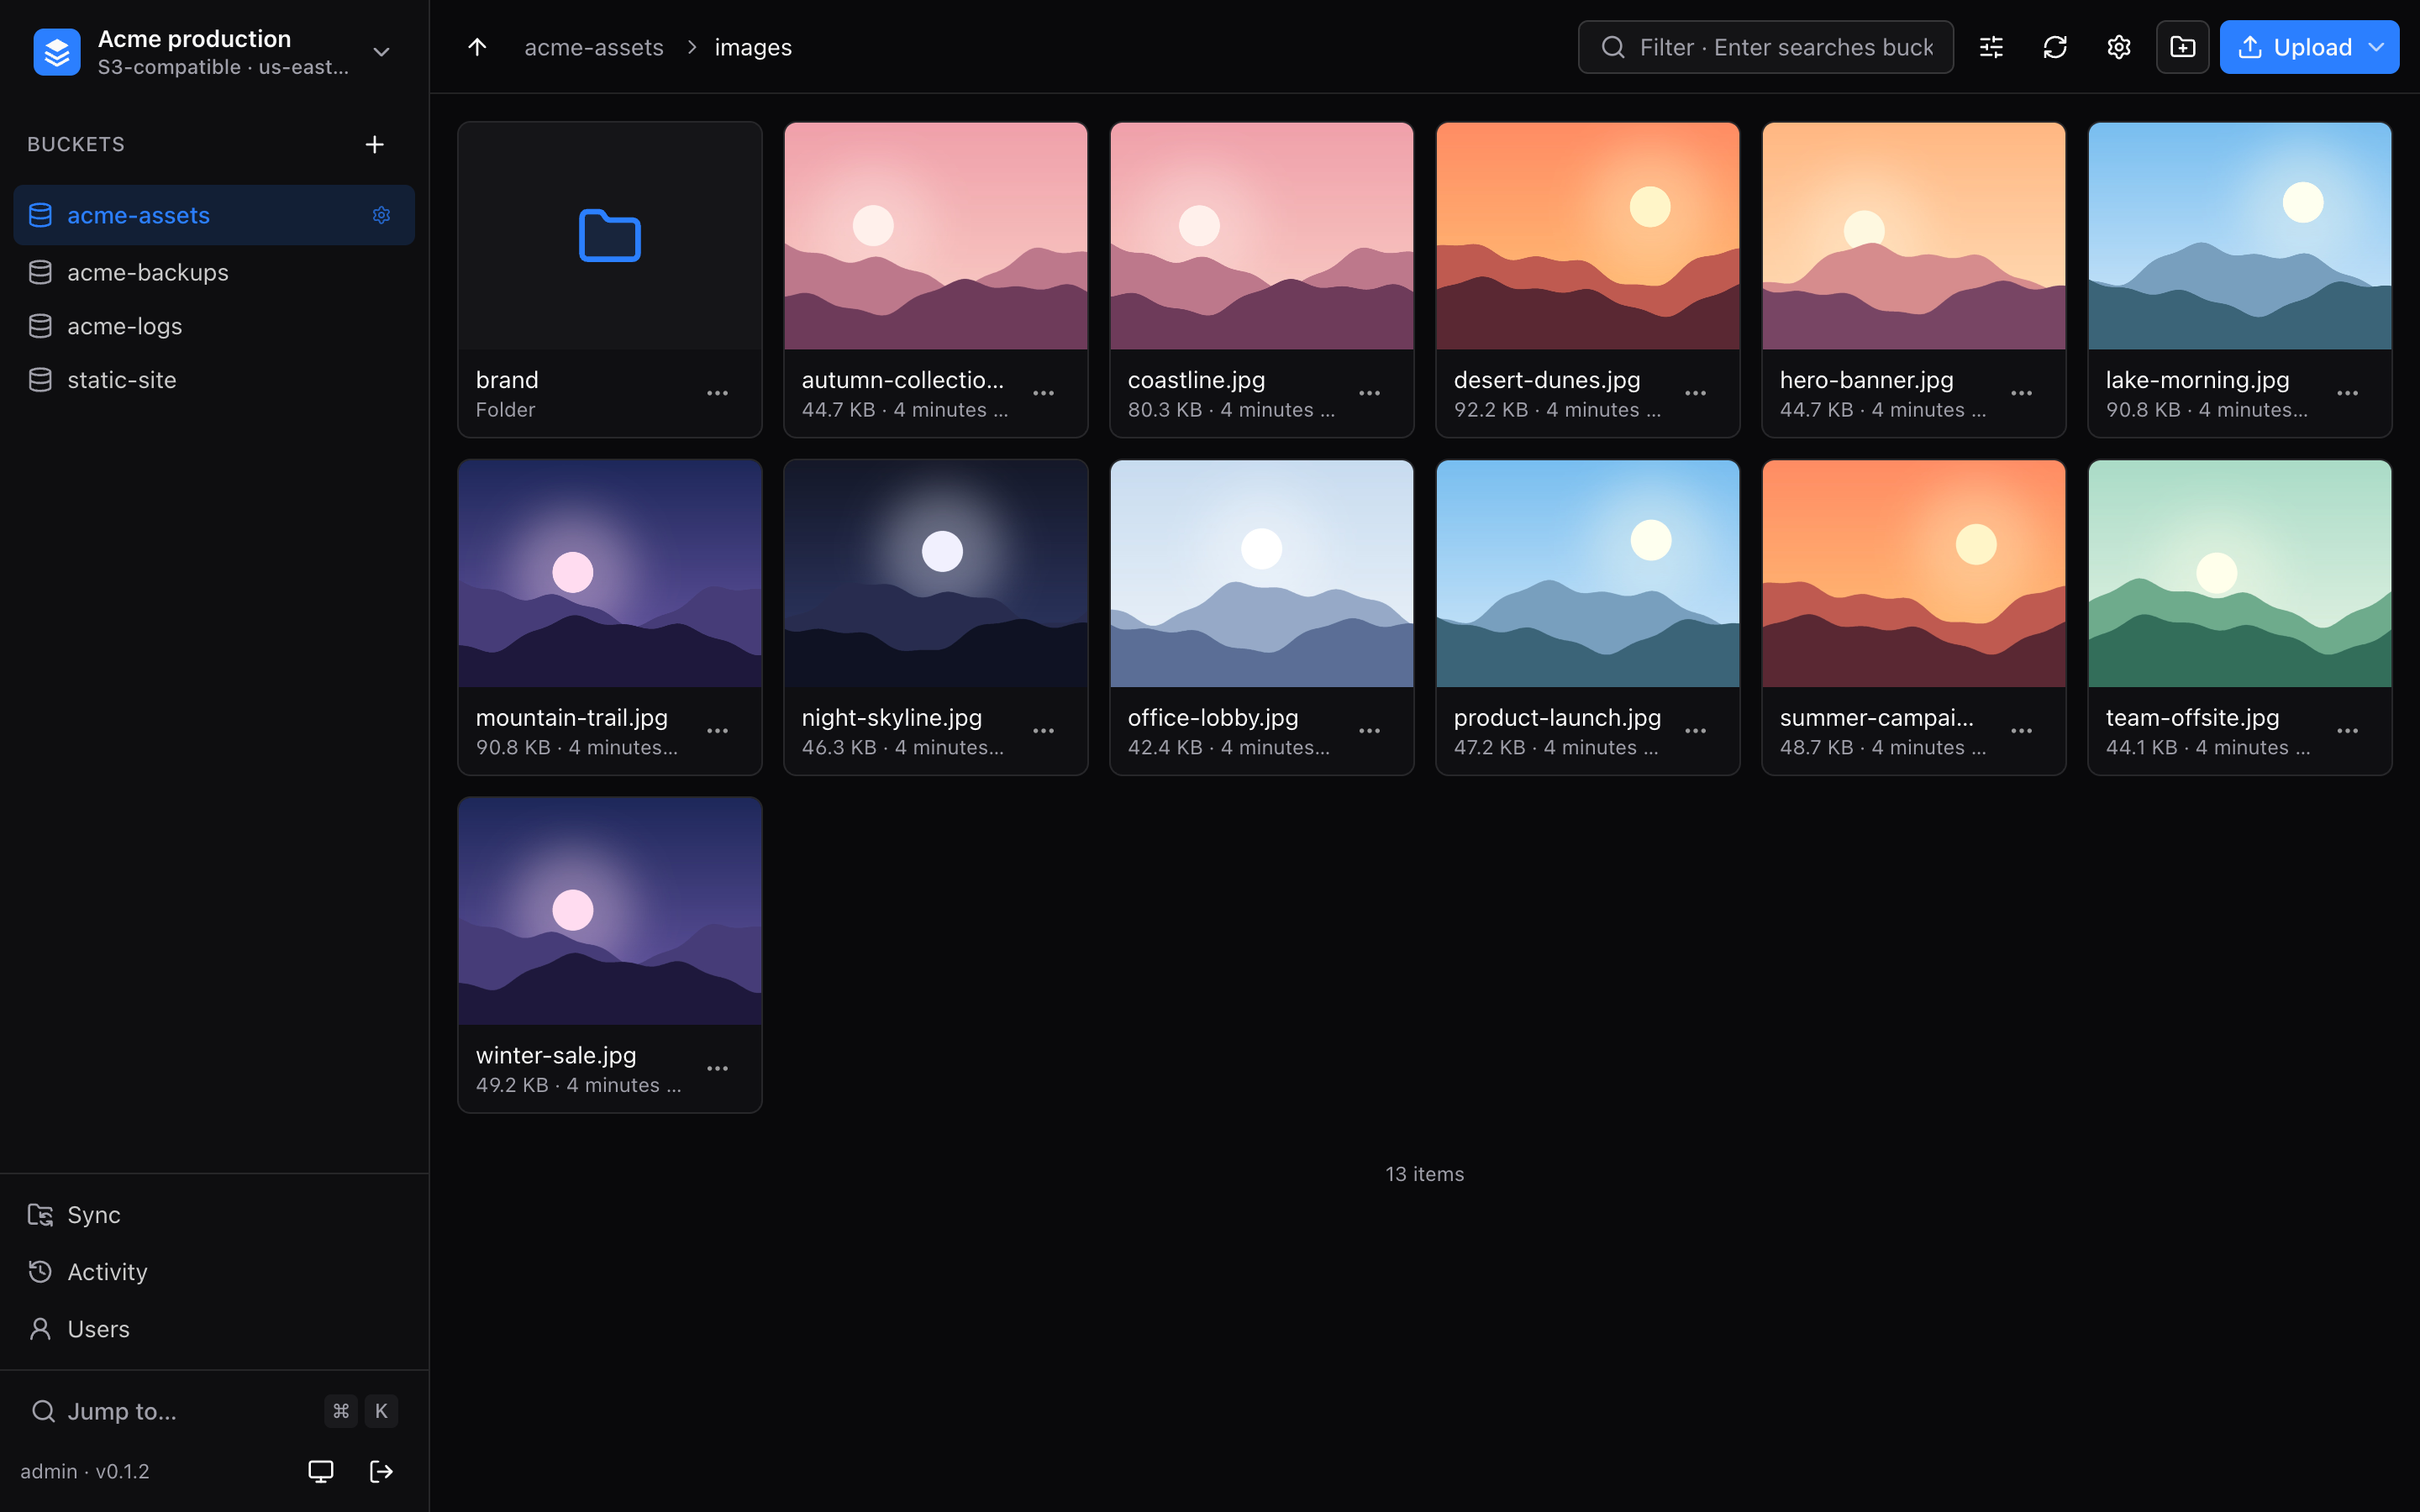 Acme production
S3-compatible · us-east...
BUCKETS
acme-assets
acme-backups
acme-logs
static-site
Sync
Activity
Users
Jump to...
⌘ K
admin · v0.1.2
acme-assets > images
Filter · Enter searches buck
Upload
brand
Folder
autumn-collectio...
44.7 KB · 4 minutes ...
coastline.jpg
80.3 KB · 4 minutes ...
desert-dunes.jpg
92.2 KB · 4 minutes ...
hero-banner.jpg
44.7 KB · 4 minutes ...
lake-morning.jpg
90.8 KB · 4 minutes...
mountain-trail.jpg
90.8 KB · 4 minutes...
night-skyline.jpg
46.3 KB · 4 minutes...
office-lobby.jpg
42.4 KB · 4 minutes...
product-launch.jpg
47.2 KB · 4 minutes ...
summer-campai...
48.7 KB · 4 minutes ...
team-offsite.jpg
44.1 KB · 4 minutes ...
winter-sale.jpg
49.2 KB · 4 minutes ...
13 items